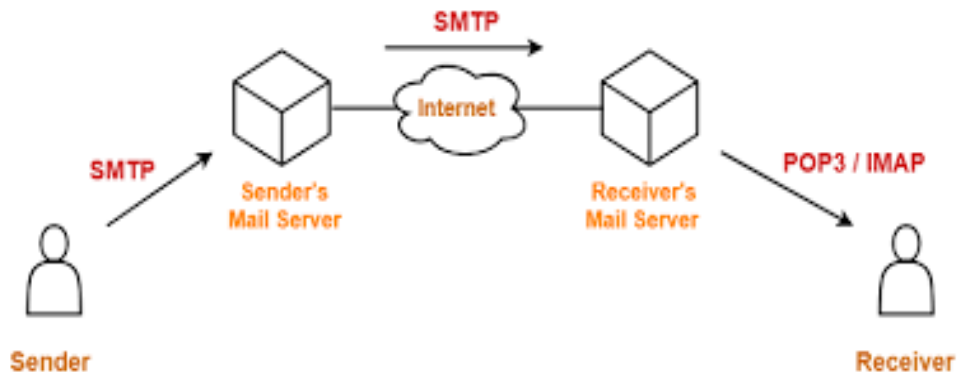 SMTP
Internet
SMTP
POP3 / IMAP
Sender's
Mail Server
Receiver's
Mail Server
Sender
Receiver